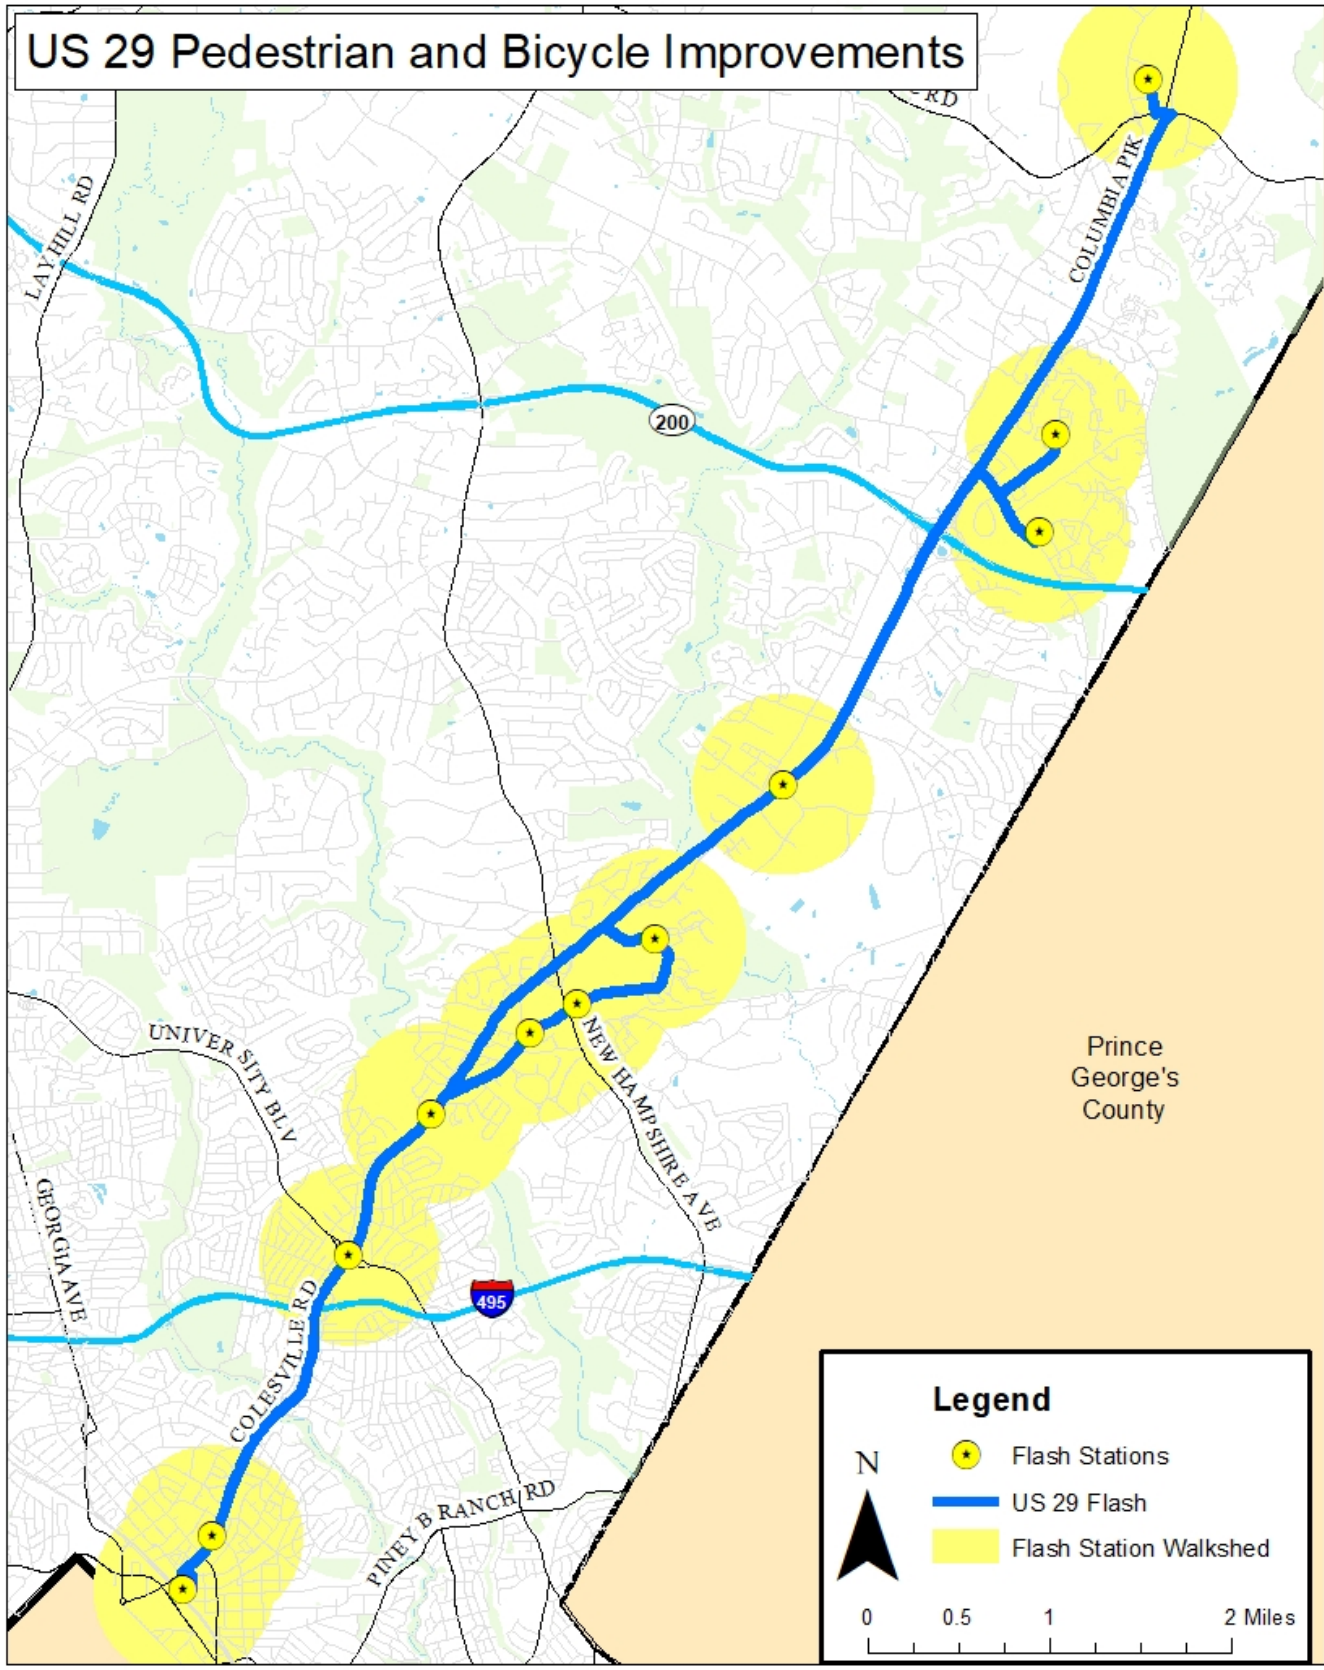 US 29 Pedestrian and Bicycle Improvements
RD
COLUMBIA PIK
LAYHILL RD
200
UNIVERSITY BLV
NEW HAMPSHIRE AVE
Prince
George's
County
GEORGIA AVE
495
COLESVILLE RD
PINEY B RANCH RD
Legend
N
Flash Stations
US 29 Flash
Flash Station Walkshed
0 0.5 1 2 Miles